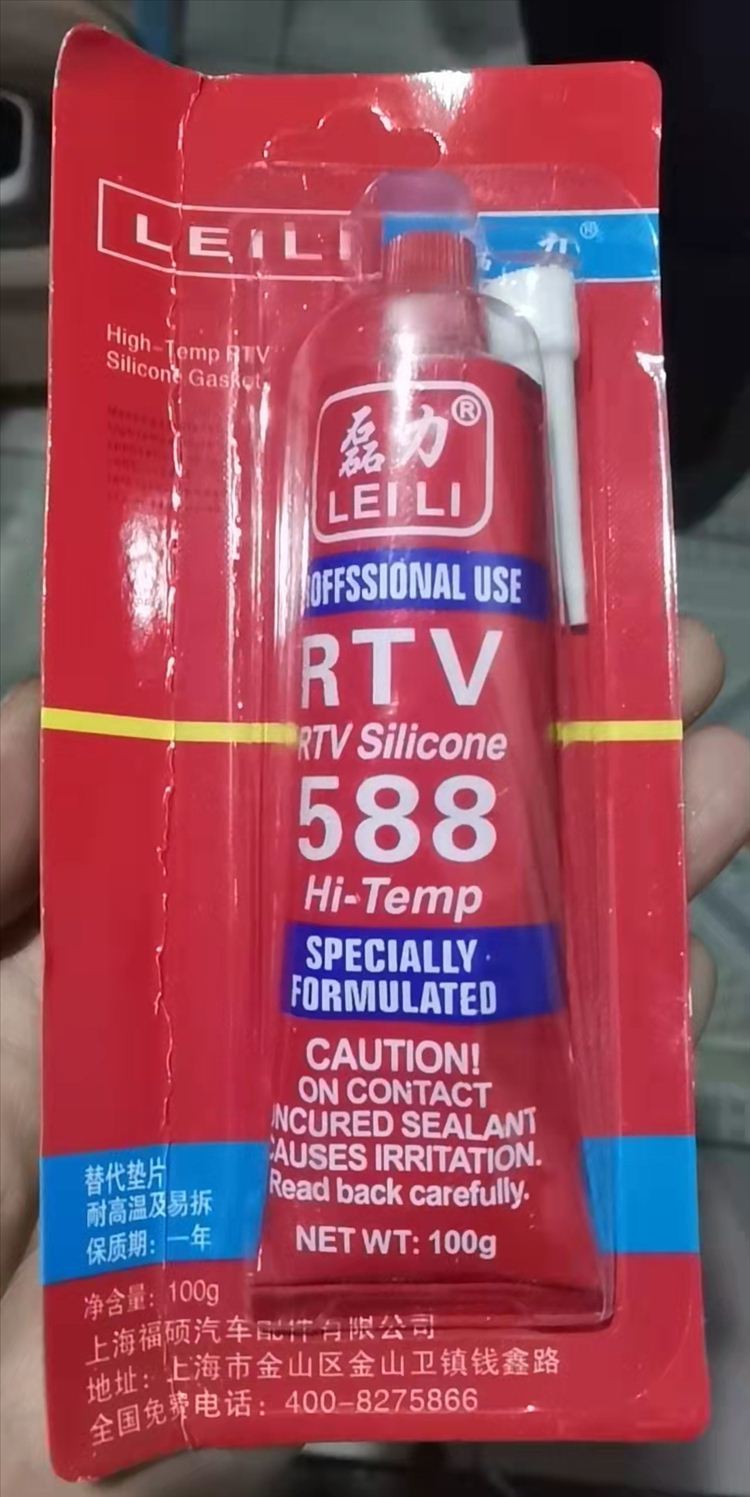 LEILI
力®
High-Temp RTV
Silicone Gasket
磊力®
LEILI
OFFSSIONAL USE
RTV
RTV Silicone
588
Hi-Temp
SPECIALLY
FORMULATED
CAUTION!
ON CONTACT
NCURED SEALANT
CAUSES IRRITATION.
Read back carefully.
NET WT: 100g
替代垫片
耐高温及易拆
保质期：一年
净含量：100g
上海福硕汽车配件有限公司
地址：上海市金山区金山卫镇钱鑫路
全国免费电话：400-8275866